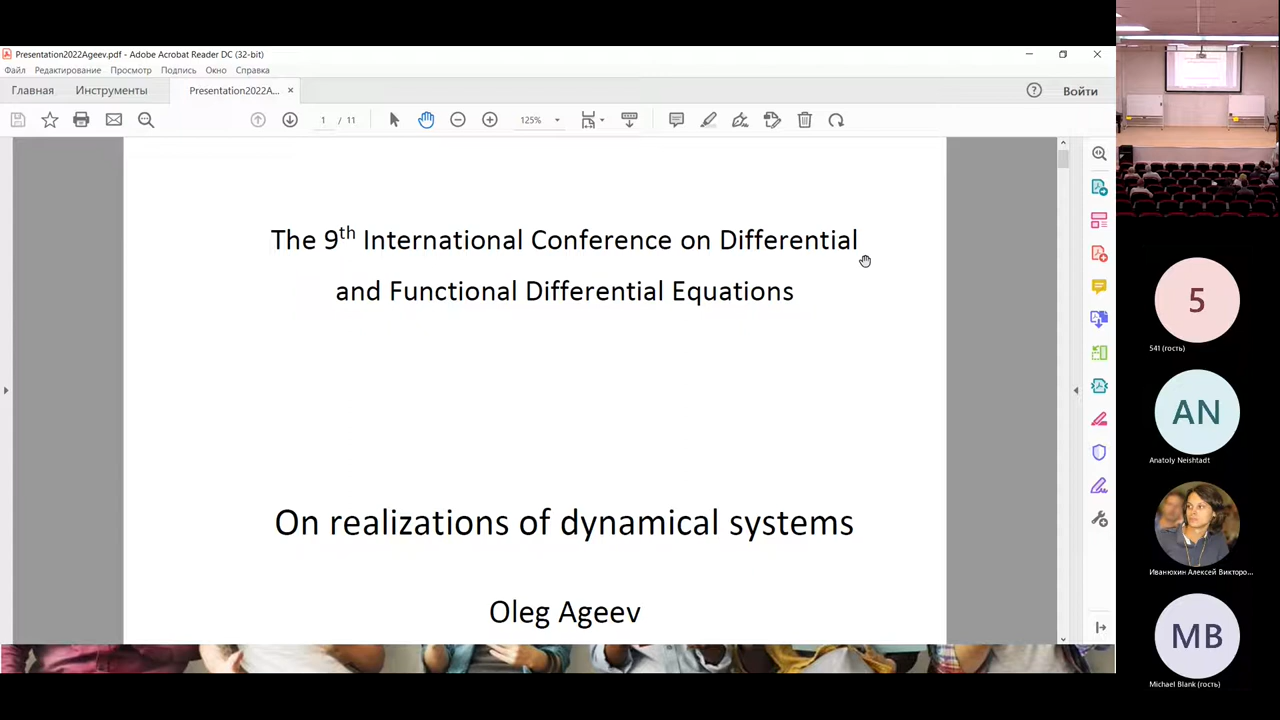 Presentation2022Ageev.pdf - Adobe Acrobat Reader DC (32-bit)
Файл Редактирование Просмотр Подпись Окно Справка
Главная Инструменты Presentation2022A... × Войти
1 / 11 125%
The 9th International Conference on Differential
and Functional Differential Equations
On realizations of dynamical systems
Oleg Ageev
5
541 (гость)
AN
Anatoly Neishtadt
Иванюхин Алексей Викторо...
MB
Michael Blank (гость)